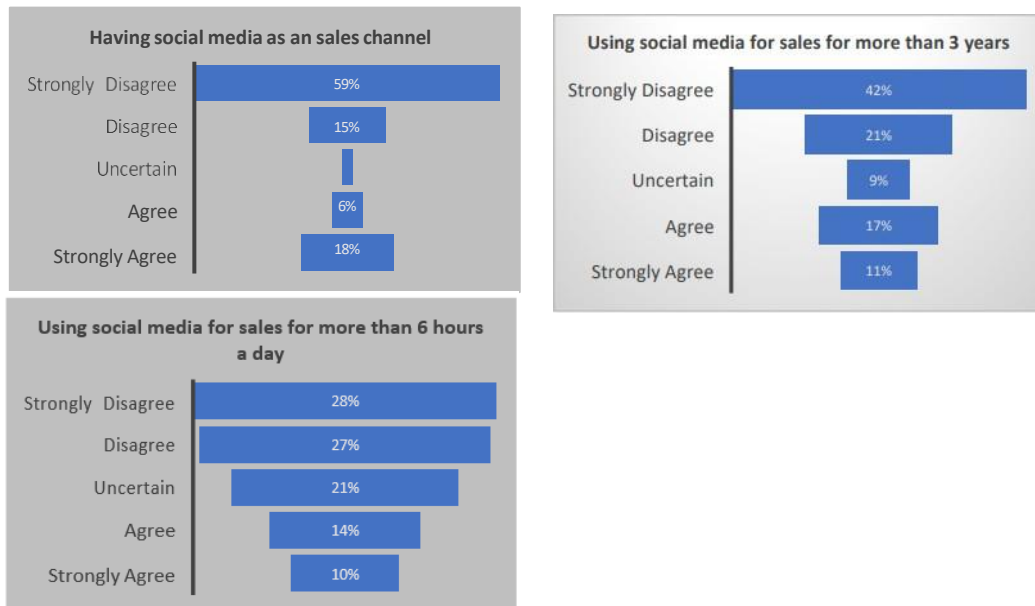 Having social media as an sales channel
Strongly Disagree 59%
Disagree 15%
Uncertain
Agree 6%
Strongly Agree 18%
Using social media for sales for more than 3 years
Strongly Disagree 42%
Disagree 21%
Uncertain 9%
Agree 17%
Strongly Agree 11%
Using social media for sales for more than 6 hours
a day
Strongly Disagree 28%
Disagree 27%
Uncertain 21%
Agree 14%
Strongly Agree 10%